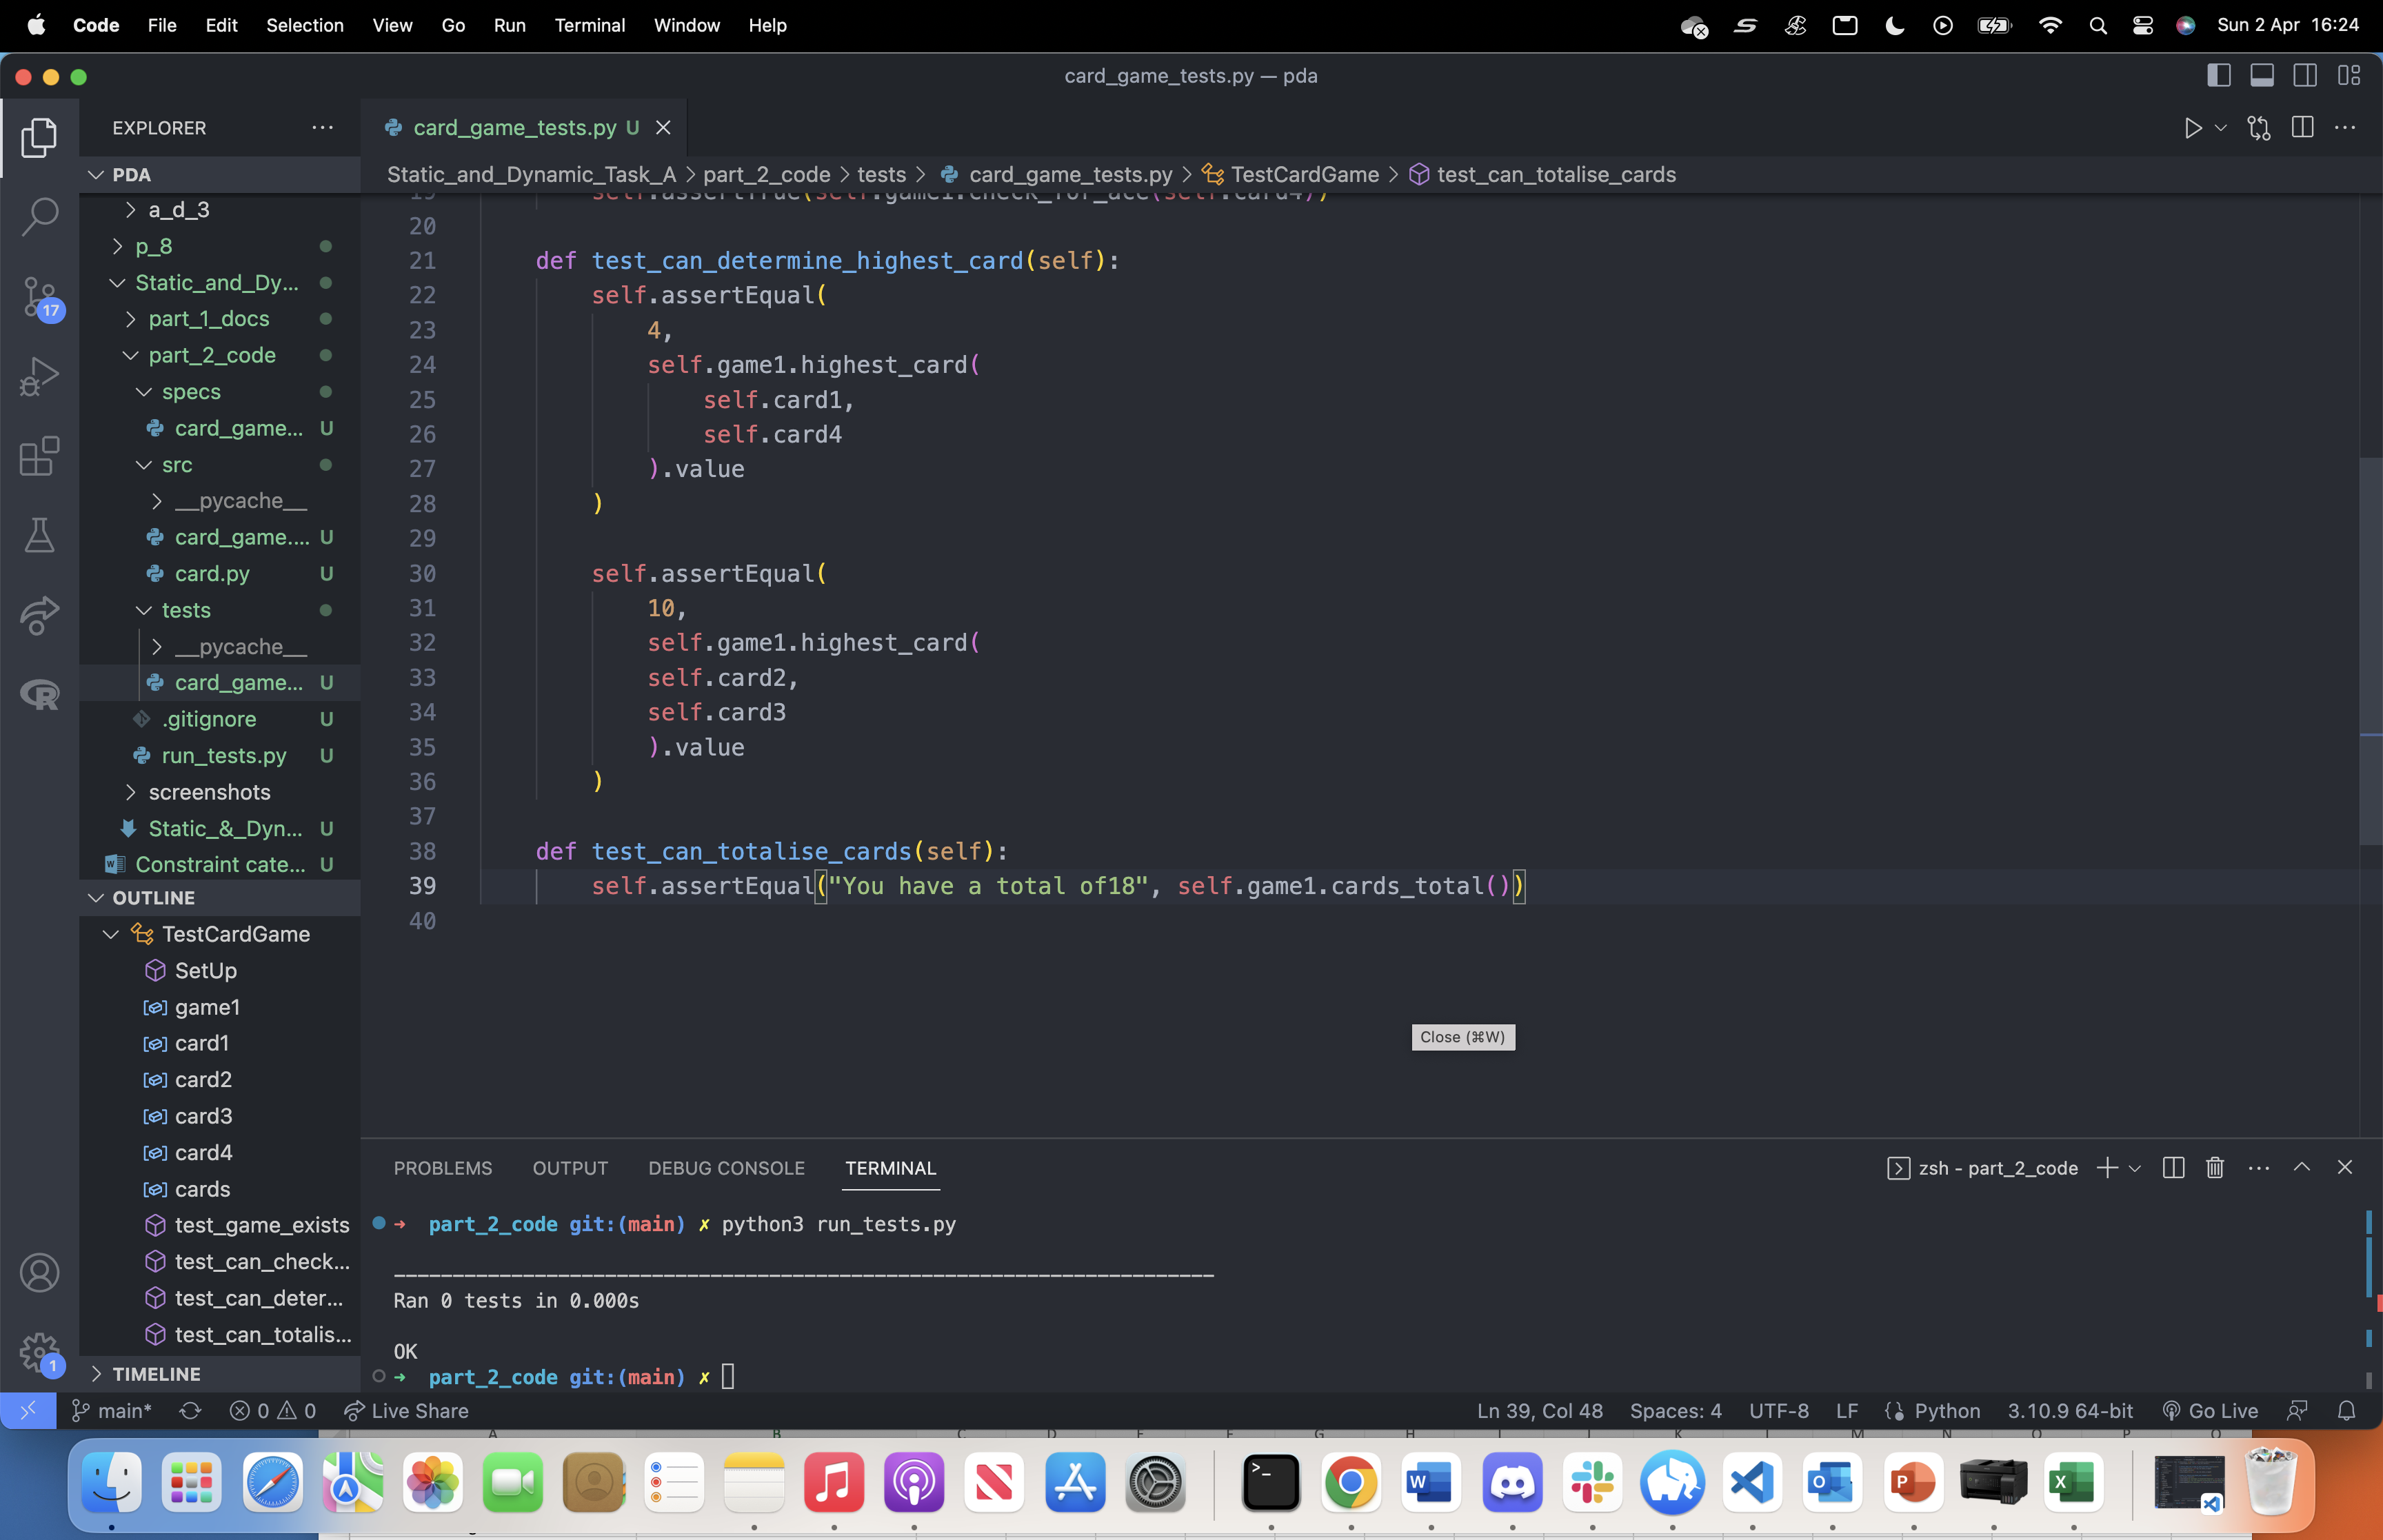 Code File Edit Selection View Go Run Terminal Window Help Sun 2 Apr 16:24
card_game_tests.py — pda
EXPLORER
PDA
a_d_3
p_8
Static_and_Dy...
part_1_docs
part_2_code
specs
card_game... U
src
__pycache__
card_game.... U
card.py U
tests
__pycache__
card_game... U
.gitignore U
run_tests.py U
screenshots
Static_&_Dyn... U
Constraint cate... U
OUTLINE
TestCardGame
SetUp
game1
card1
card2
card3
card4
cards
test_game_exists
test_can_check...
test_can_deter...
test_can_totalis...
TIMELINE
17
1
card_game_tests.py U
Static_and_Dynamic_Task_A > part_2_code > tests > card_game_tests.py > TestCardGame > test_can_totalise_cards
19 self.assertTrue(self.game1.check_for_ace(self.card4))
20
21 def test_can_determine_highest_card(self):
22 self.assertEqual(
23 4,
24 self.game1.highest_card(
25 self.card1,
26 self.card4
27 ).value
28 )
29
30 self.assertEqual(
31 10,
32 self.game1.highest_card(
33 self.card2,
34 self.card3
35 ).value
36 )
37
38 def test_can_totalise_cards(self):
39 self.assertEqual("You have a total of18", self.game1.cards_total())
40
Close (⌘W)
PROBLEMS OUTPUT DEBUG CONSOLE TERMINAL zsh - part_2_code
part_2_code git:(main) ✗ python3 run_tests.py
----------------------------------------------------------------------
Ran 0 tests in 0.000s
OK
part_2_code git:(main) ✗
main* 0 0 Live Share Ln 39, Col 48 Spaces: 4 UTF-8 LF Python 3.10.9 64-bit Go Live